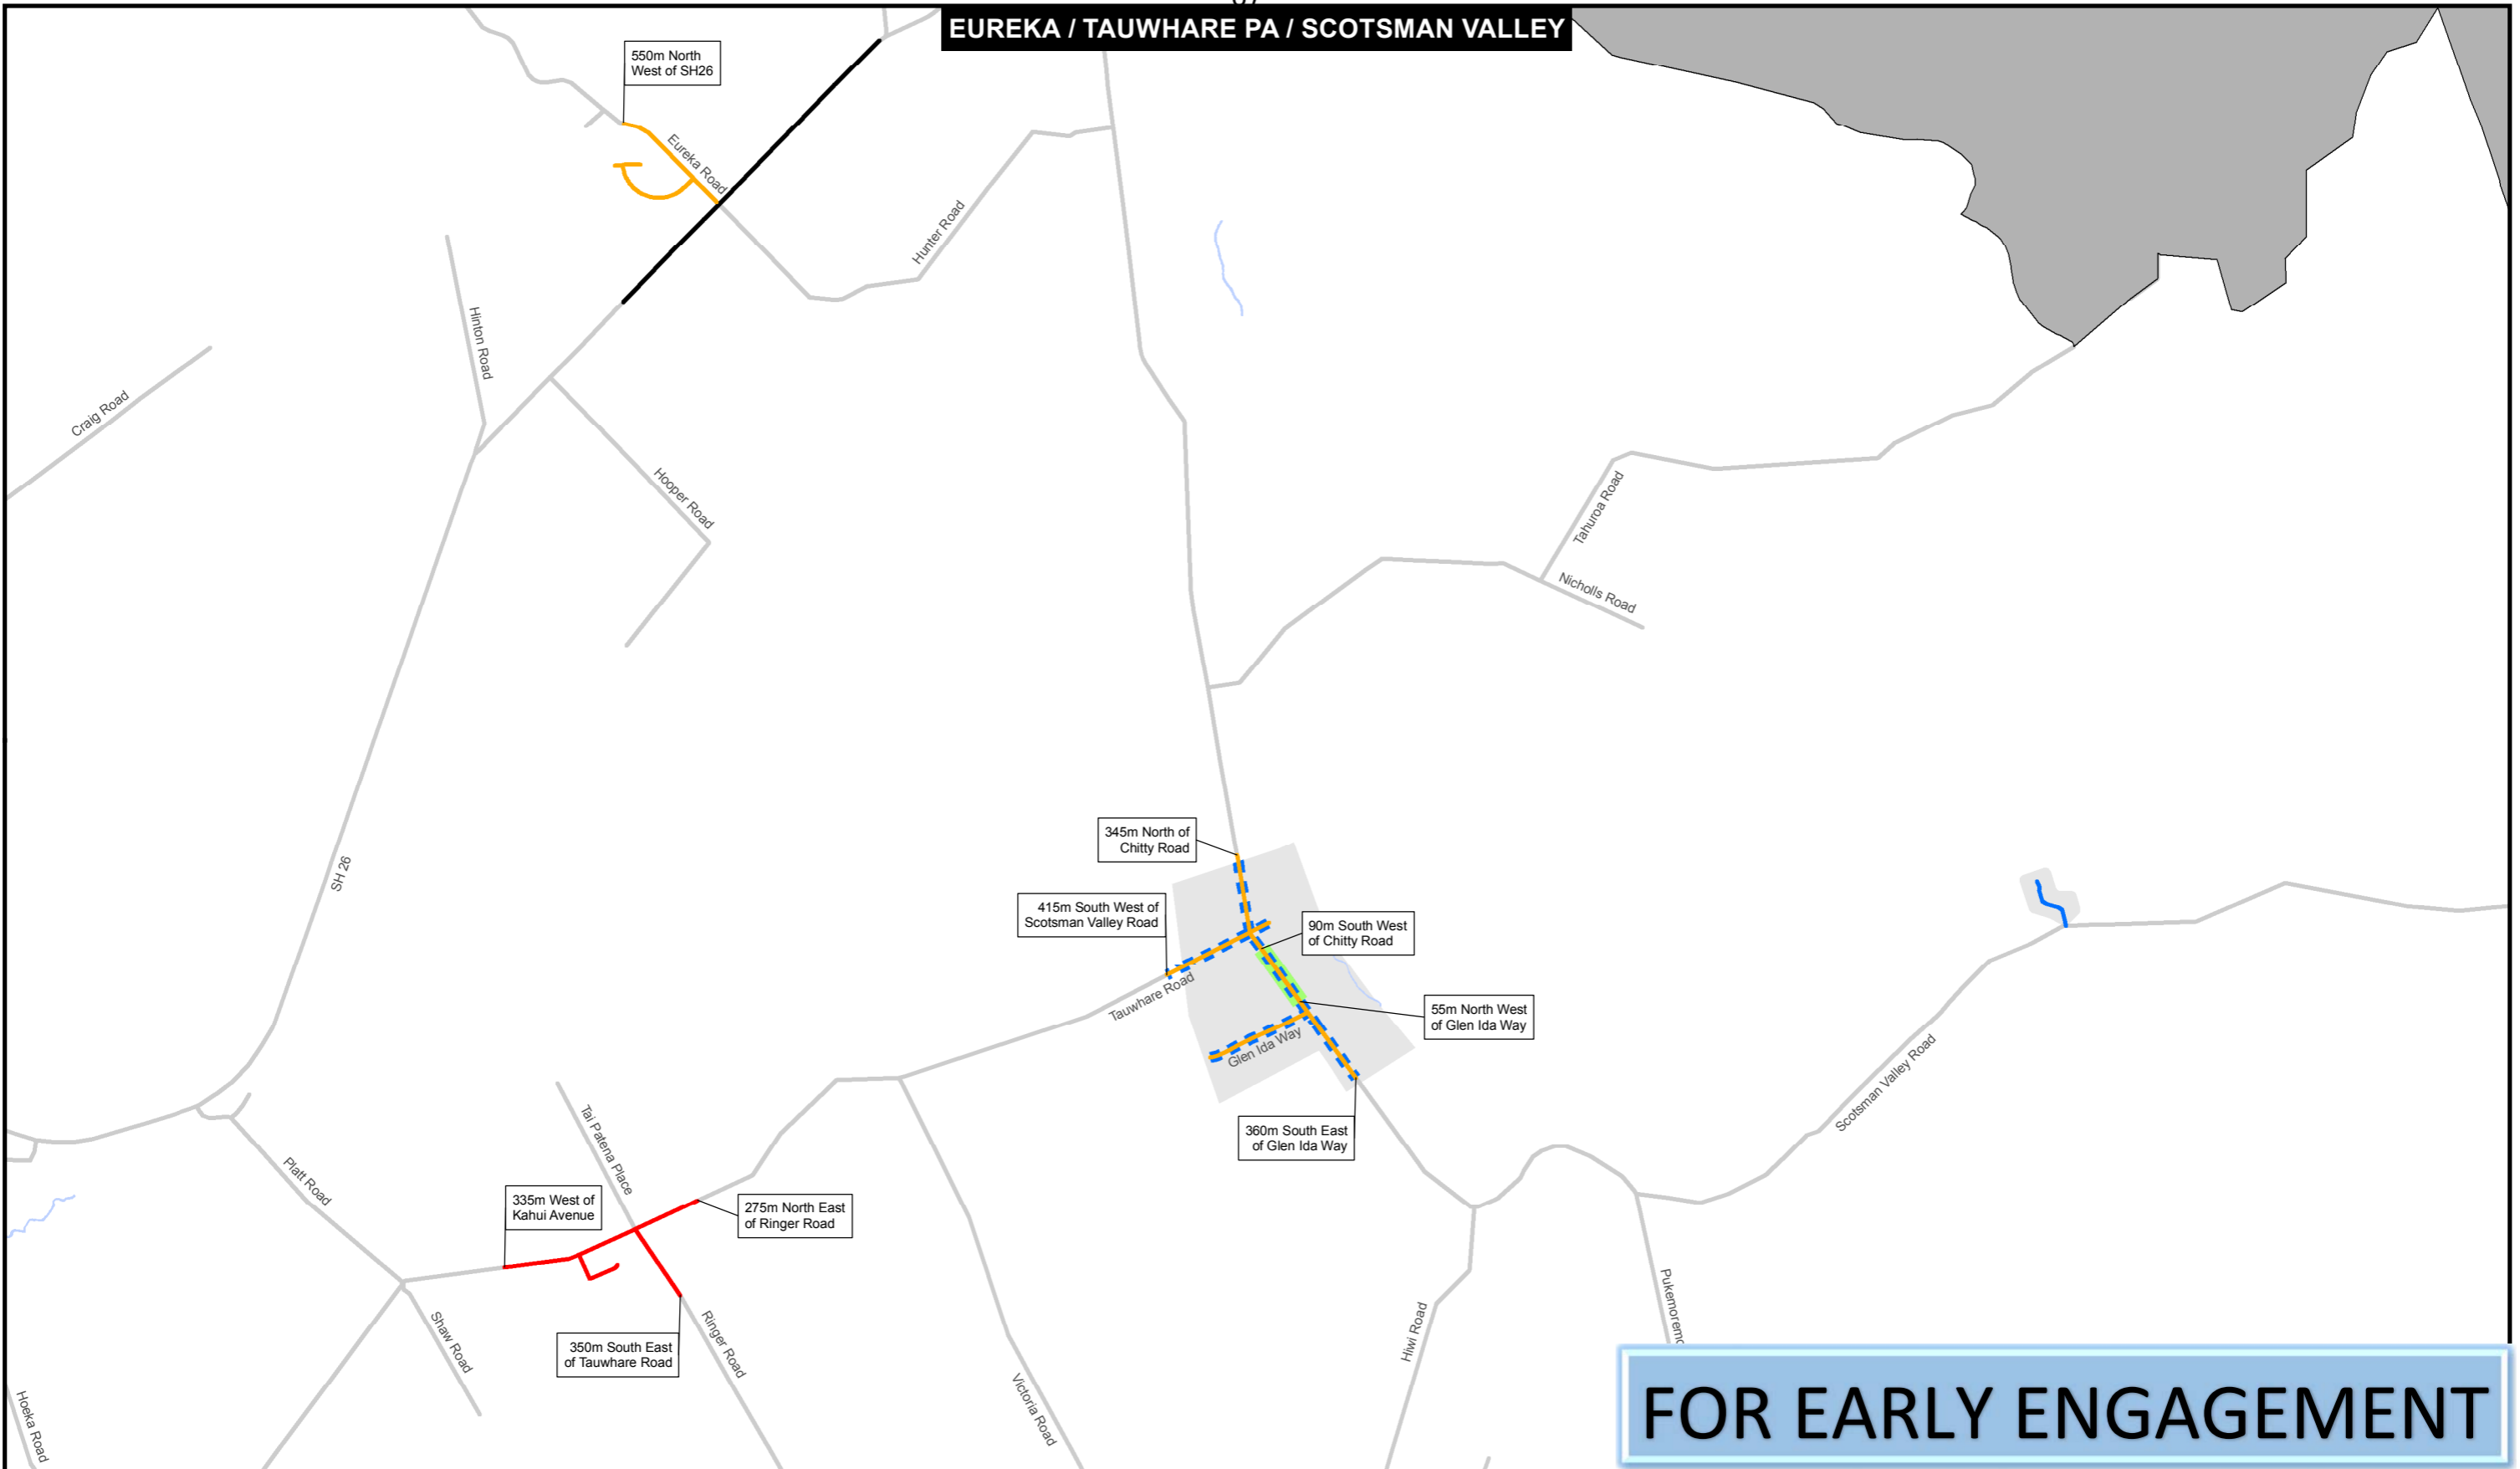 EUREKA / TAUWHARE PA / SCOTSMAN VALLEY
550m North
West of SH26
Eureka Road
Hunter Road
Hinton Road
Craig Road
Hooper Road
Tahuroa Road
Nicholls Road
SH 26
345m North of
Chitty Road
415m South West of
Scotsman Valley Road
90m South West
of Chitty Road
Tauwhare Road
55m North West
of Glen Ida Way
Glen Ida Way
Scotsman Valley Road
360m South East
of Glen Ida Way
Tai Patena Place
Platt Road
335m West of
Kahui Avenue
275m North East
of Ringer Road
Shaw Road
350m South East
of Tauwhare Road
Ringer Road
Hiwi Road
Victoria Road
Hoeka Road
FOR EARLY ENGAGEMENT